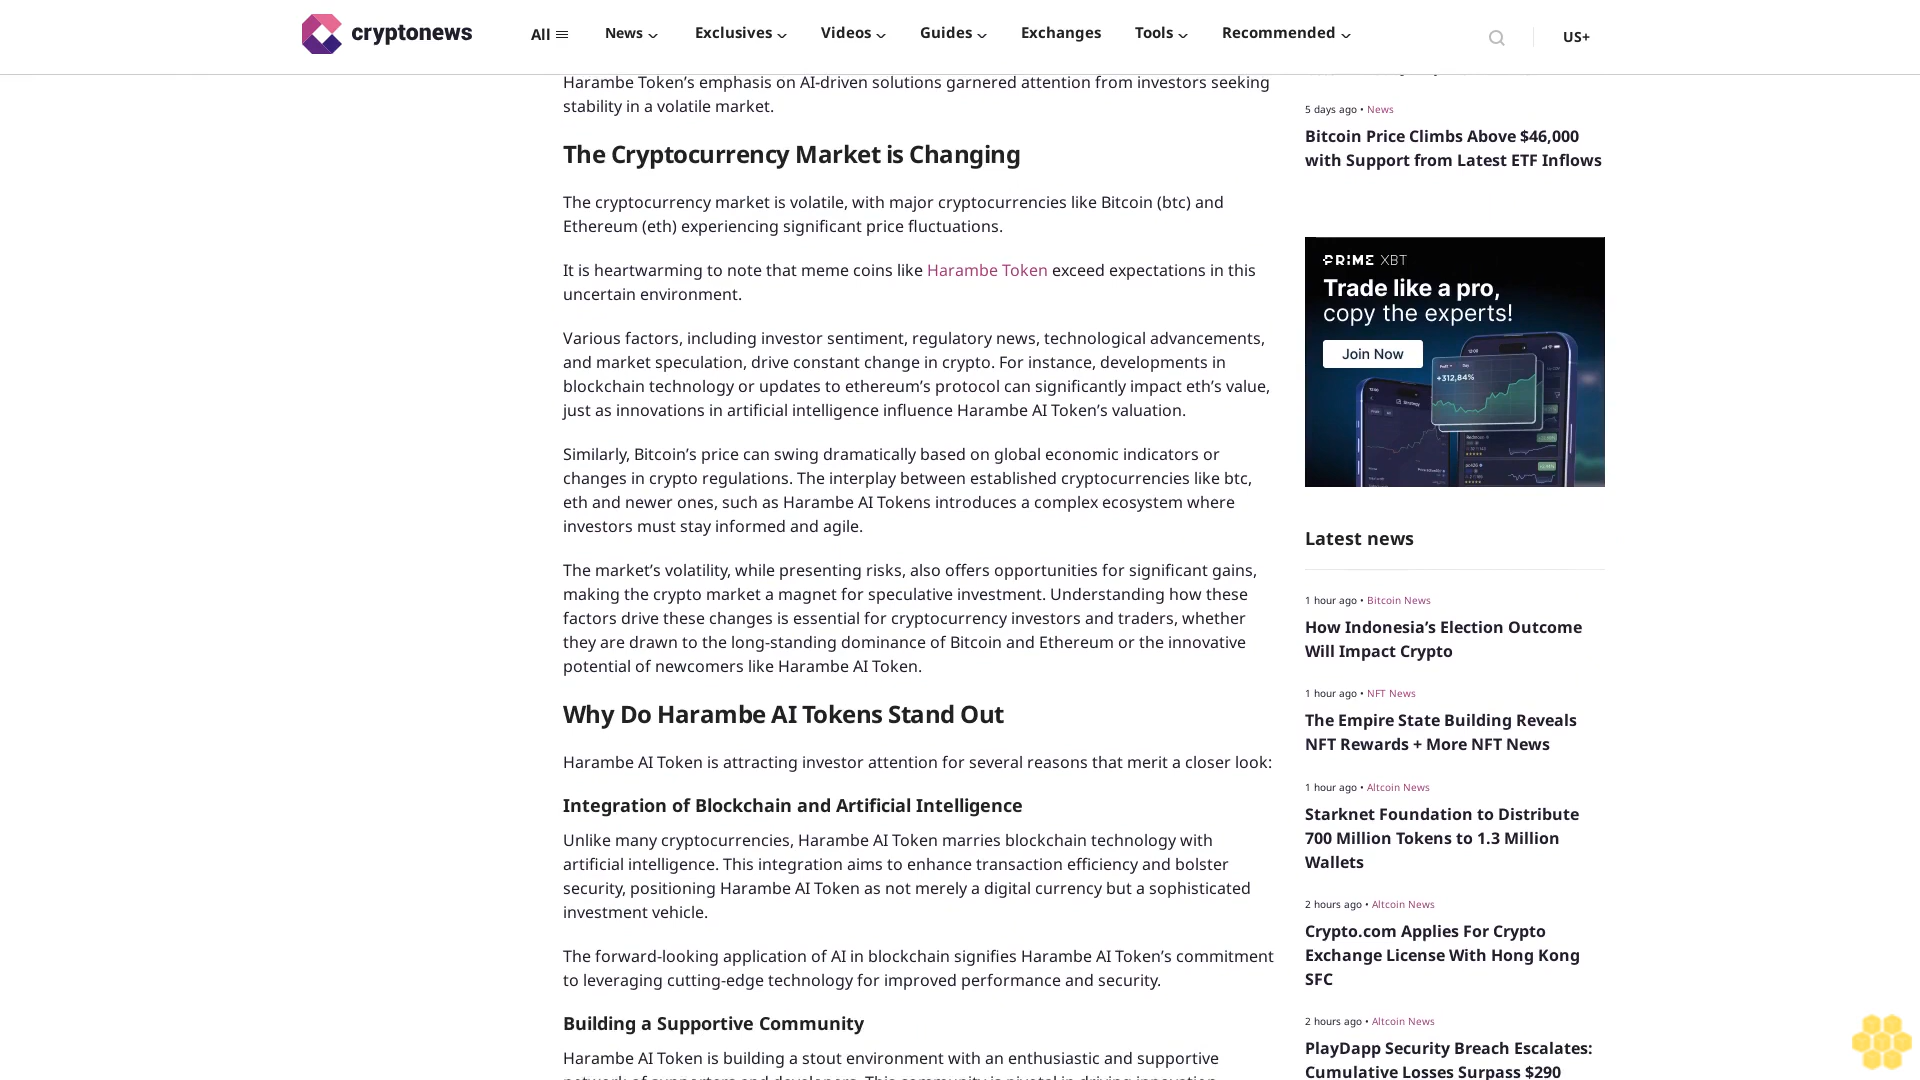 cryptonews
All
News
Exclusives
Videos
Guides
Exchanges
Tools
Recommended
US+
Harambe Token’s emphasis on AI-driven solutions garnered attention from investors seeking
stability in a volatile market.
The Cryptocurrency Market is Changing
The cryptocurrency market is volatile, with major cryptocurrencies like Bitcoin (btc) and
Ethereum (eth) experiencing significant price fluctuations.
It is heartwarming to note that meme coins like Harambe Token exceed expectations in this
uncertain environment.
Various factors, including investor sentiment, regulatory news, technological advancements,
and market speculation, drive constant change in crypto. For instance, developments in
blockchain technology or updates to ethereum’s protocol can significantly impact eth’s value,
just as innovations in artificial intelligence influence Harambe AI Token’s valuation.
Similarly, Bitcoin’s price can swing dramatically based on global economic indicators or
changes in crypto regulations. The interplay between established cryptocurrencies like btc,
eth and newer ones, such as Harambe AI Tokens introduces a complex ecosystem where
investors must stay informed and agile.
The market’s volatility, while presenting risks, also offers opportunities for significant gains,
making the crypto market a magnet for speculative investment. Understanding how these
factors drive these changes is essential for cryptocurrency investors and traders, whether
they are drawn to the long-standing dominance of Bitcoin and Ethereum or the innovative
potential of newcomers like Harambe AI Token.
Why Do Harambe AI Tokens Stand Out
Harambe AI Token is attracting investor attention for several reasons that merit a closer look:
Integration of Blockchain and Artificial Intelligence
Unlike many cryptocurrencies, Harambe AI Token marries blockchain technology with
artificial intelligence. This integration aims to enhance transaction efficiency and bolster
security, positioning Harambe AI Token as not merely a digital currency but a sophisticated
investment vehicle.
The forward-looking application of AI in blockchain signifies Harambe AI Token’s commitment
to leveraging cutting-edge technology for improved performance and security.
Building a Supportive Community
Harambe AI Token is building a stout environment with an enthusiastic and supportive
5 days ago • News
Bitcoin Price Climbs Above $46,000
with Support from Latest ETF Inflows
PRIME XBT
Trade like a pro,
copy the experts!
Join Now
+312,84%
Latest news
1 hour ago • Bitcoin News
How Indonesia’s Election Outcome
Will Impact Crypto
1 hour ago • NFT News
The Empire State Building Reveals
NFT Rewards + More NFT News
1 hour ago • Altcoin News
Starknet Foundation to Distribute
700 Million Tokens to 1.3 Million
Wallets
2 hours ago • Altcoin News
Crypto.com Applies For Crypto
Exchange License With Hong Kong
SFC
2 hours ago • Altcoin News
PlayDapp Security Breach Escalates:
Cumulative Losses Surpass $290